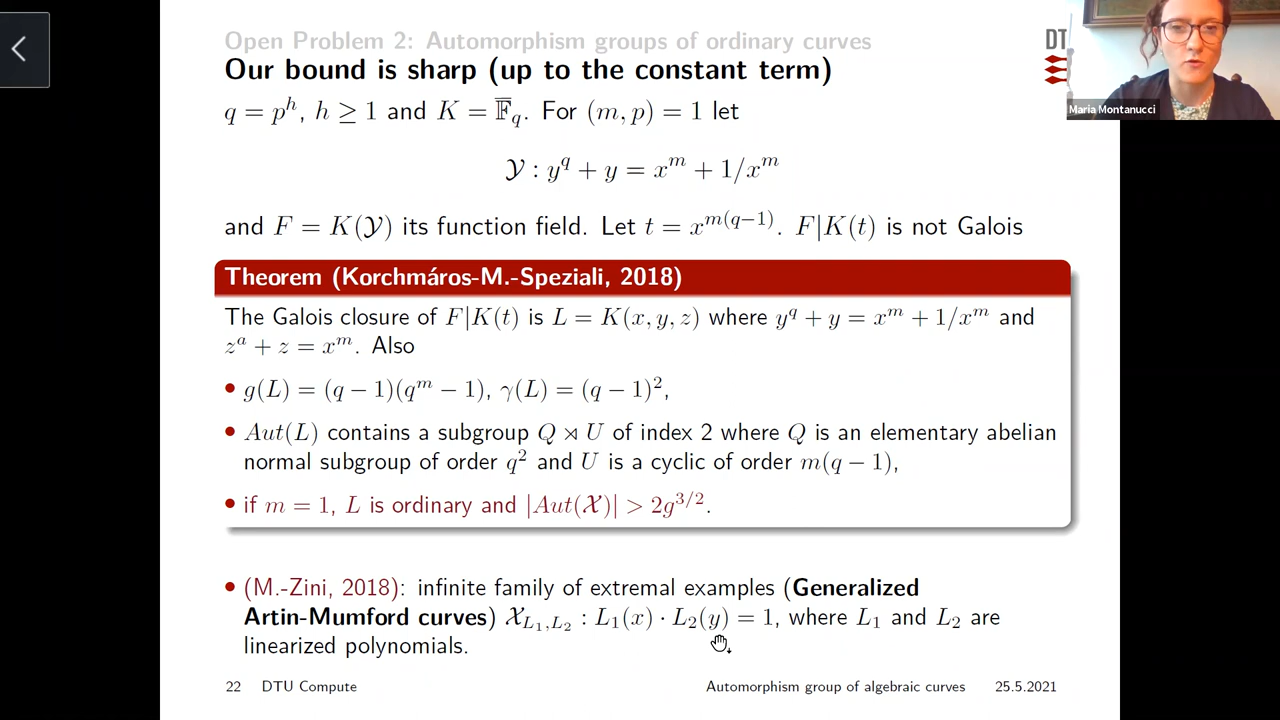 Open Problem 2: Automorphism groups of ordinary curves
Our bound is sharp (up to the constant term)
DT
Maria Montanucci
q = p^h, h ≥ 1 and K = F̅_q. For (m, p) = 1 let
𝒴 : y^q + y = x^m + 1/x^m
and F = K(𝒴) its function field. Let t = x^{m(q−1)}. F|K(t) is not Galois
Theorem (Korchmáros-M.-Speziali, 2018)
The Galois closure of F|K(t) is L = K(x, y, z) where y^q + y = x^m + 1/x^m and
z^a + z = x^m. Also
• g(L) = (q − 1)(q^m − 1), γ(L) = (q − 1)^2,
• Aut(L) contains a subgroup Q ⋊ U of index 2 where Q is an elementary abelian
normal subgroup of order q^2 and U is a cyclic of order m(q − 1),
• if m = 1, L is ordinary and |Aut(𝒳)| > 2g^{3/2}.
• (M.-Zini, 2018): infinite family of extremal examples (Generalized
Artin-Mumford curves) 𝒳_{L_1,L_2} : L_1(x) · L_2(y) = 1, where L_1 and L_2 are
linearized polynomials.
22 DTU Compute Automorphism group of algebraic curves 25.5.2021